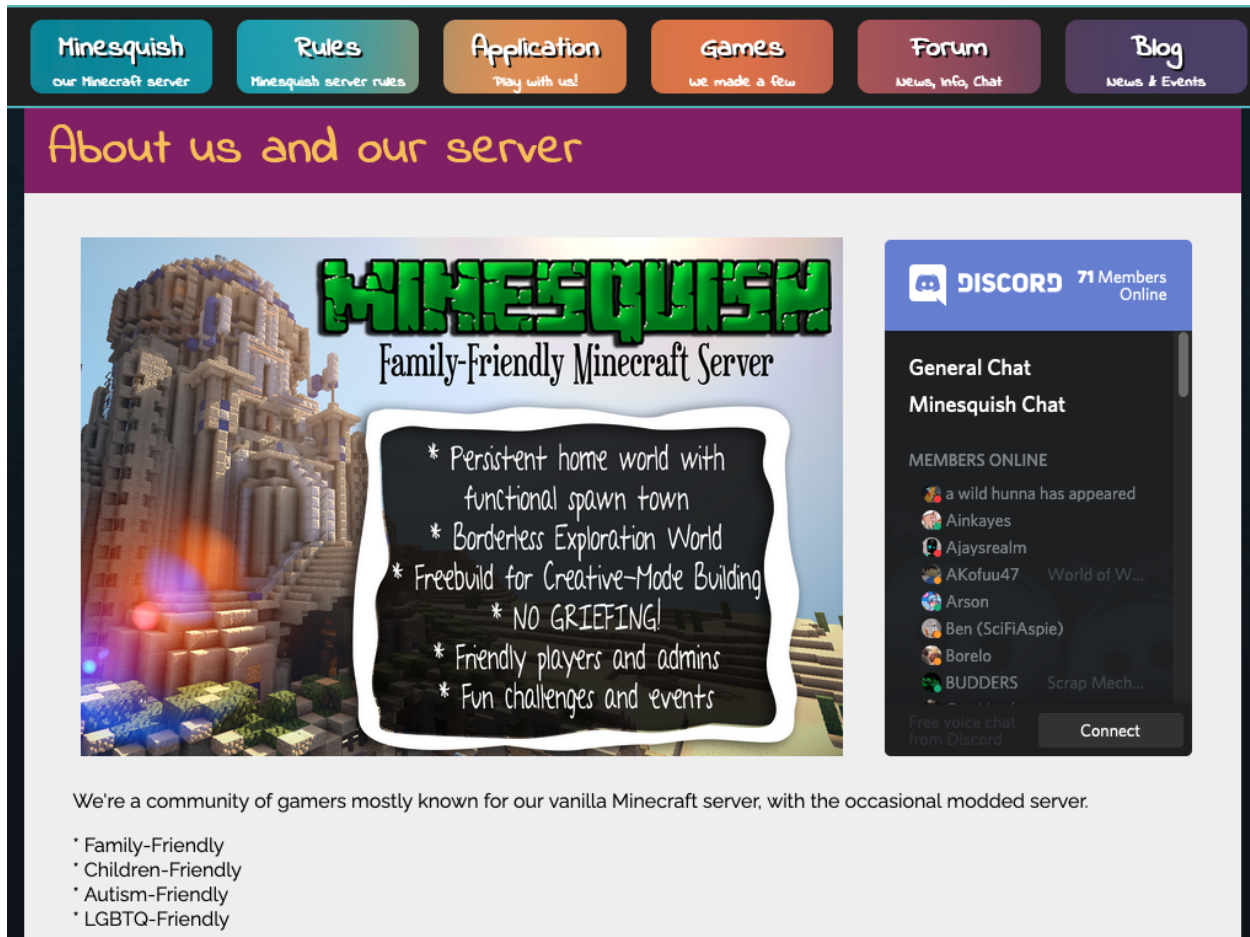 Minesquish
our Minecraft server
Rules
Minesquish server rules
Application
Play with us!
Games
we made a few
Forum
News, Info, Chat
Blog
News & Events
About us and our server
MINESQUISH
Family-Friendly Minecraft Server
* Persistent home world with
functional spawn town
* Borderless Exploration World
* Freebuild for Creative-Mode Building
* NO GRIEFING!
* Friendly players and admins
* Fun challenges and events
DISCORD
71 Members
Online
General Chat
Minesquish Chat
MEMBERS ONLINE
a wild hunna has appeared
Ainkayes
Ajaysrealm
AKofuu47 World of W...
Arson
Ben (SciFiAspie)
Borelo
BUDDERS Scrap Mech...
Free voice chat
from Discord
Connect
We're a community of gamers mostly known for our vanilla Minecraft server, with the occasional modded server.
* Family-Friendly
* Children-Friendly
* Autism-Friendly
* LGBTQ-Friendly